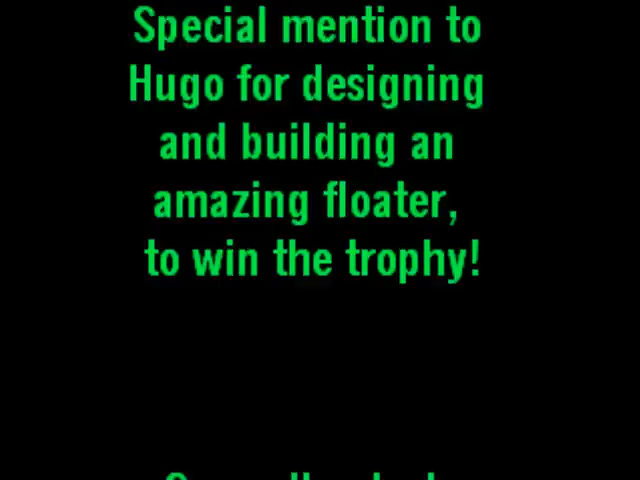 Special mention to
Hugo for designing
and building an
amazing floater,
to win the trophy!